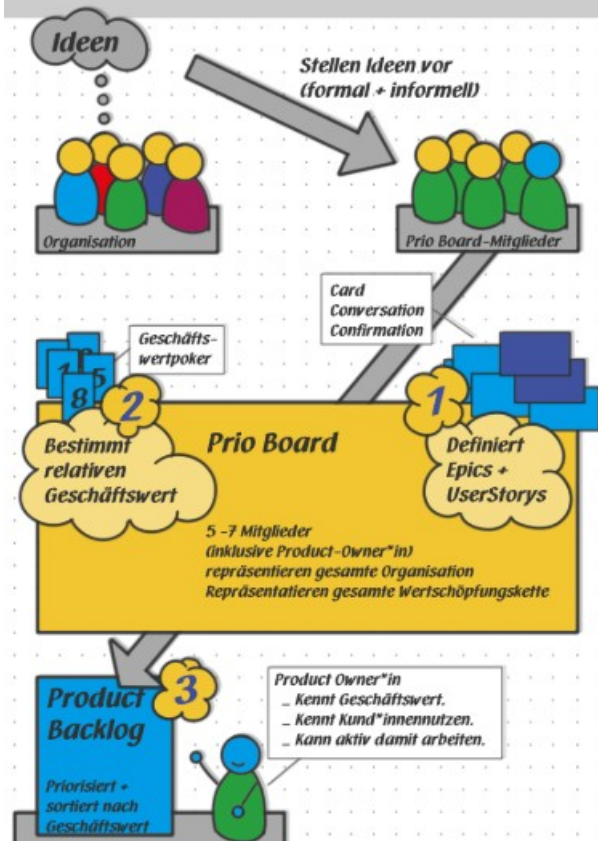 Ideen
Stellen Ideen vor
(formal + informell)
Organisation
Prio Board-Mitglieder
Card
Conversation
Confirmation
Geschäfts-
wertpoker
5
8
2
1
Bestimmt
relativen
Geschäftswert
Prio Board
Definiert
Epics +
UserStorys
5 -7 Mitglieder
(inklusive Product-Owner*in)
repräsentieren gesamte Organisation
Repräsentatieren gesamte Wertschöpfungskette
Product
Backlog
3
Product Owner*in
... Kennt Geschäftswert.
... Kennt Kund*innennutzen.
... Kann aktiv damit arbeiten.
Priorisiert +
sortiert nach
Geschäftswert